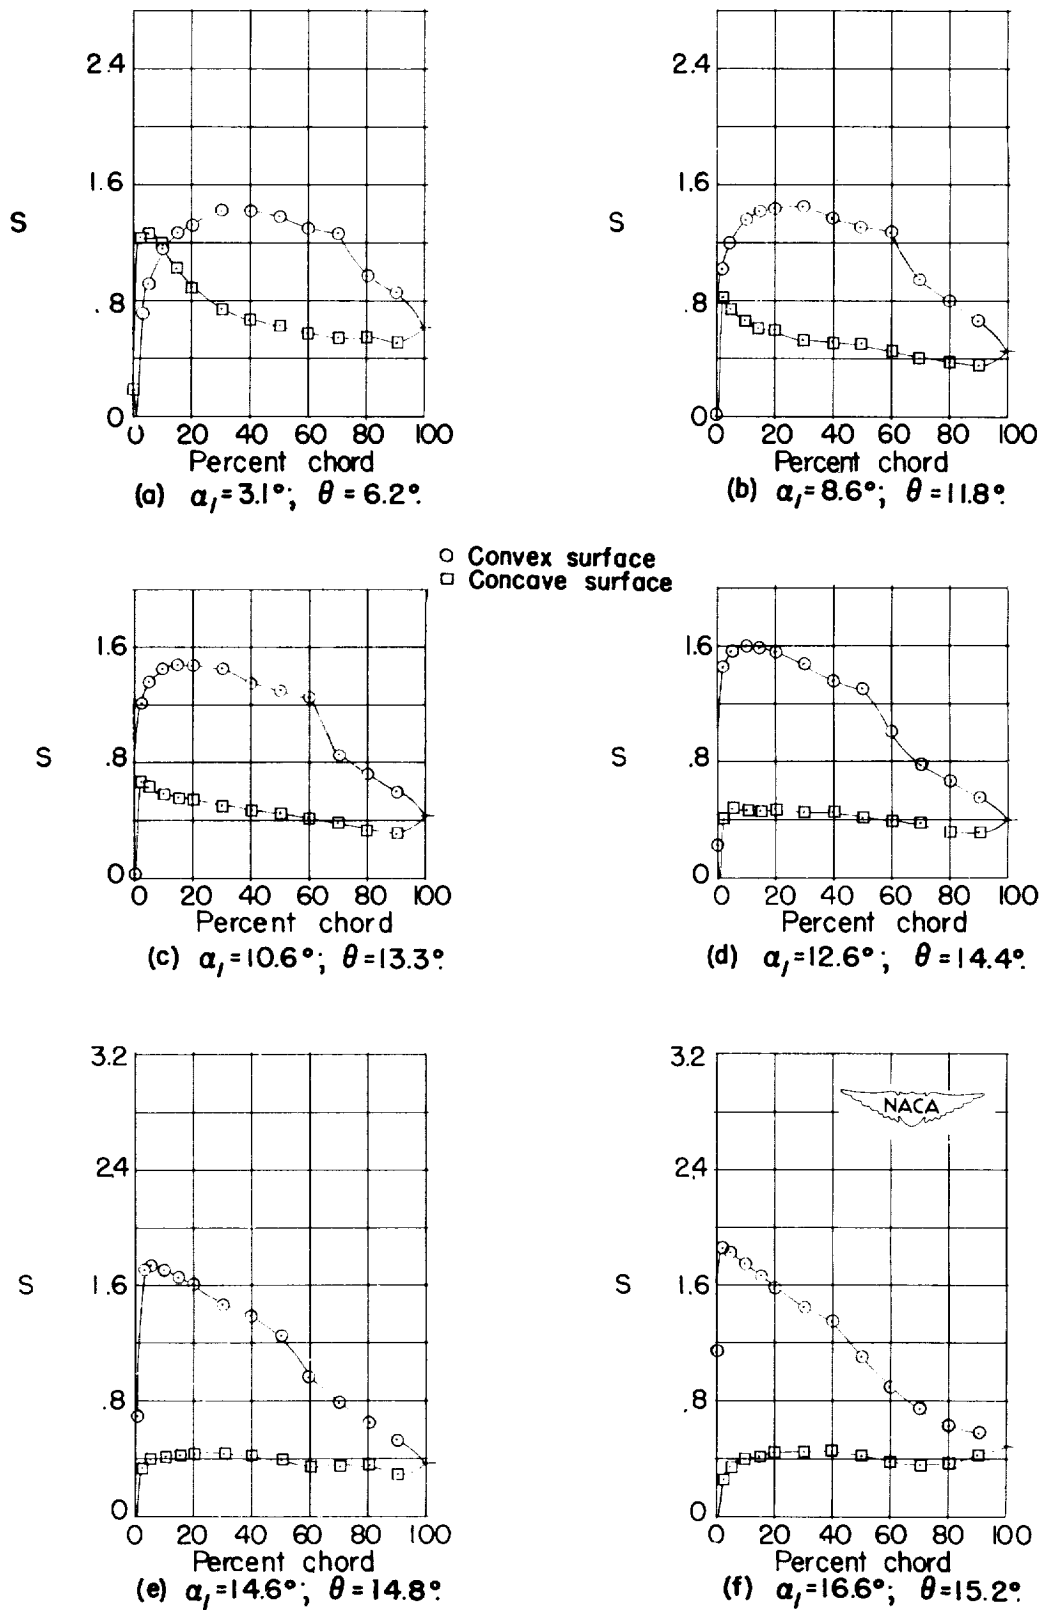 2.4
1.6
S
.8
0
0 20 40 60 80 100
Percent chord
(a) α₁=3.1°; θ=6.2°.
2.4
1.6
S
.8
0
0 20 40 60 80 100
Percent chord
(b) α₁=8.6°; θ=11.8°.
Convex surface
Concave surface
1.6
S
.8
0
0 20 40 60 80 100
Percent chord
(c) α₁=10.6°; θ=13.3°.
1.6
S
.8
0
0 20 40 60 80 100
Percent chord
(d) α₁=12.6°; θ=14.4°.
3.2
2.4
1.6
S
.8
0
0 20 40 60 80 100
Percent chord
(e) α₁=14.6°; θ=14.8°.
3.2
NACA
2.4
1.6
S
.8
0
0 20 40 60 80 100
Percent chord
(f) α₁=16.6°; θ=15.2°.